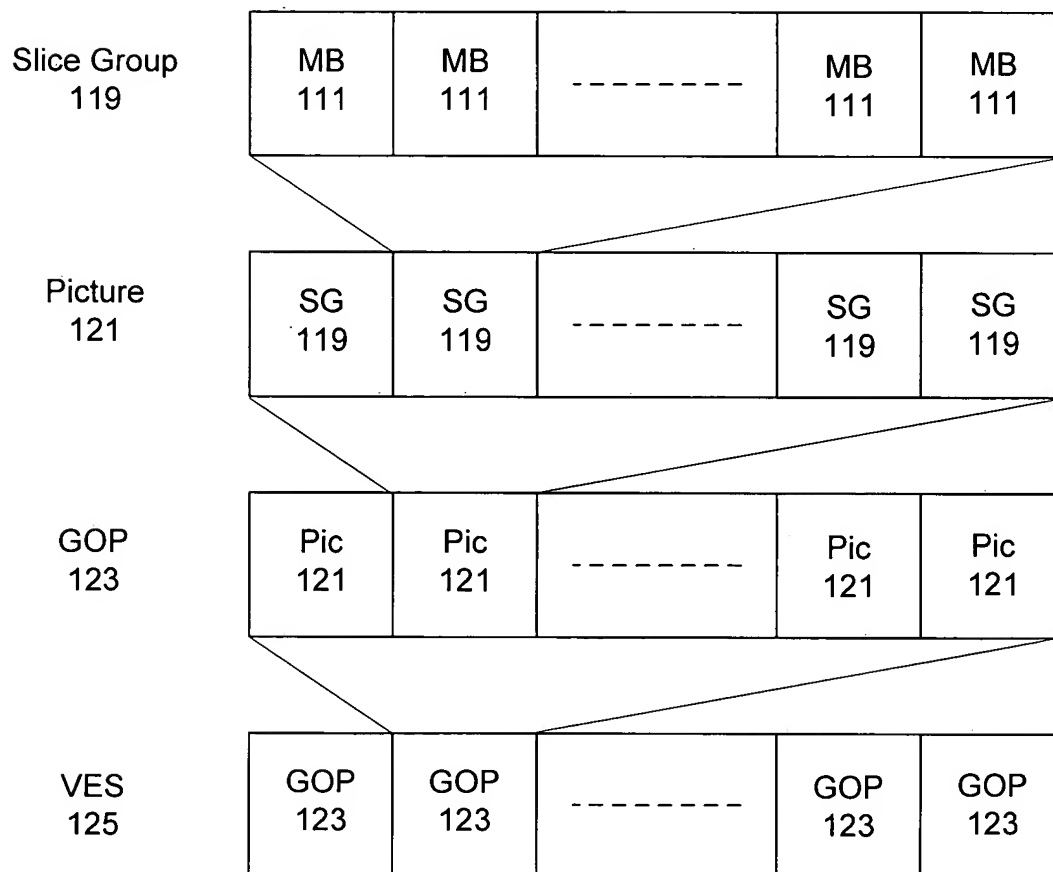 Slice Group
119
MB
111
MB
111
MB
111
MB
111
Picture
121
SG
119
SG
119
SG
119
SG
119
GOP
123
Pic
121
Pic
121
Pic
121
Pic
121
VES
125
GOP
123
GOP
123
GOP
123
GOP
123